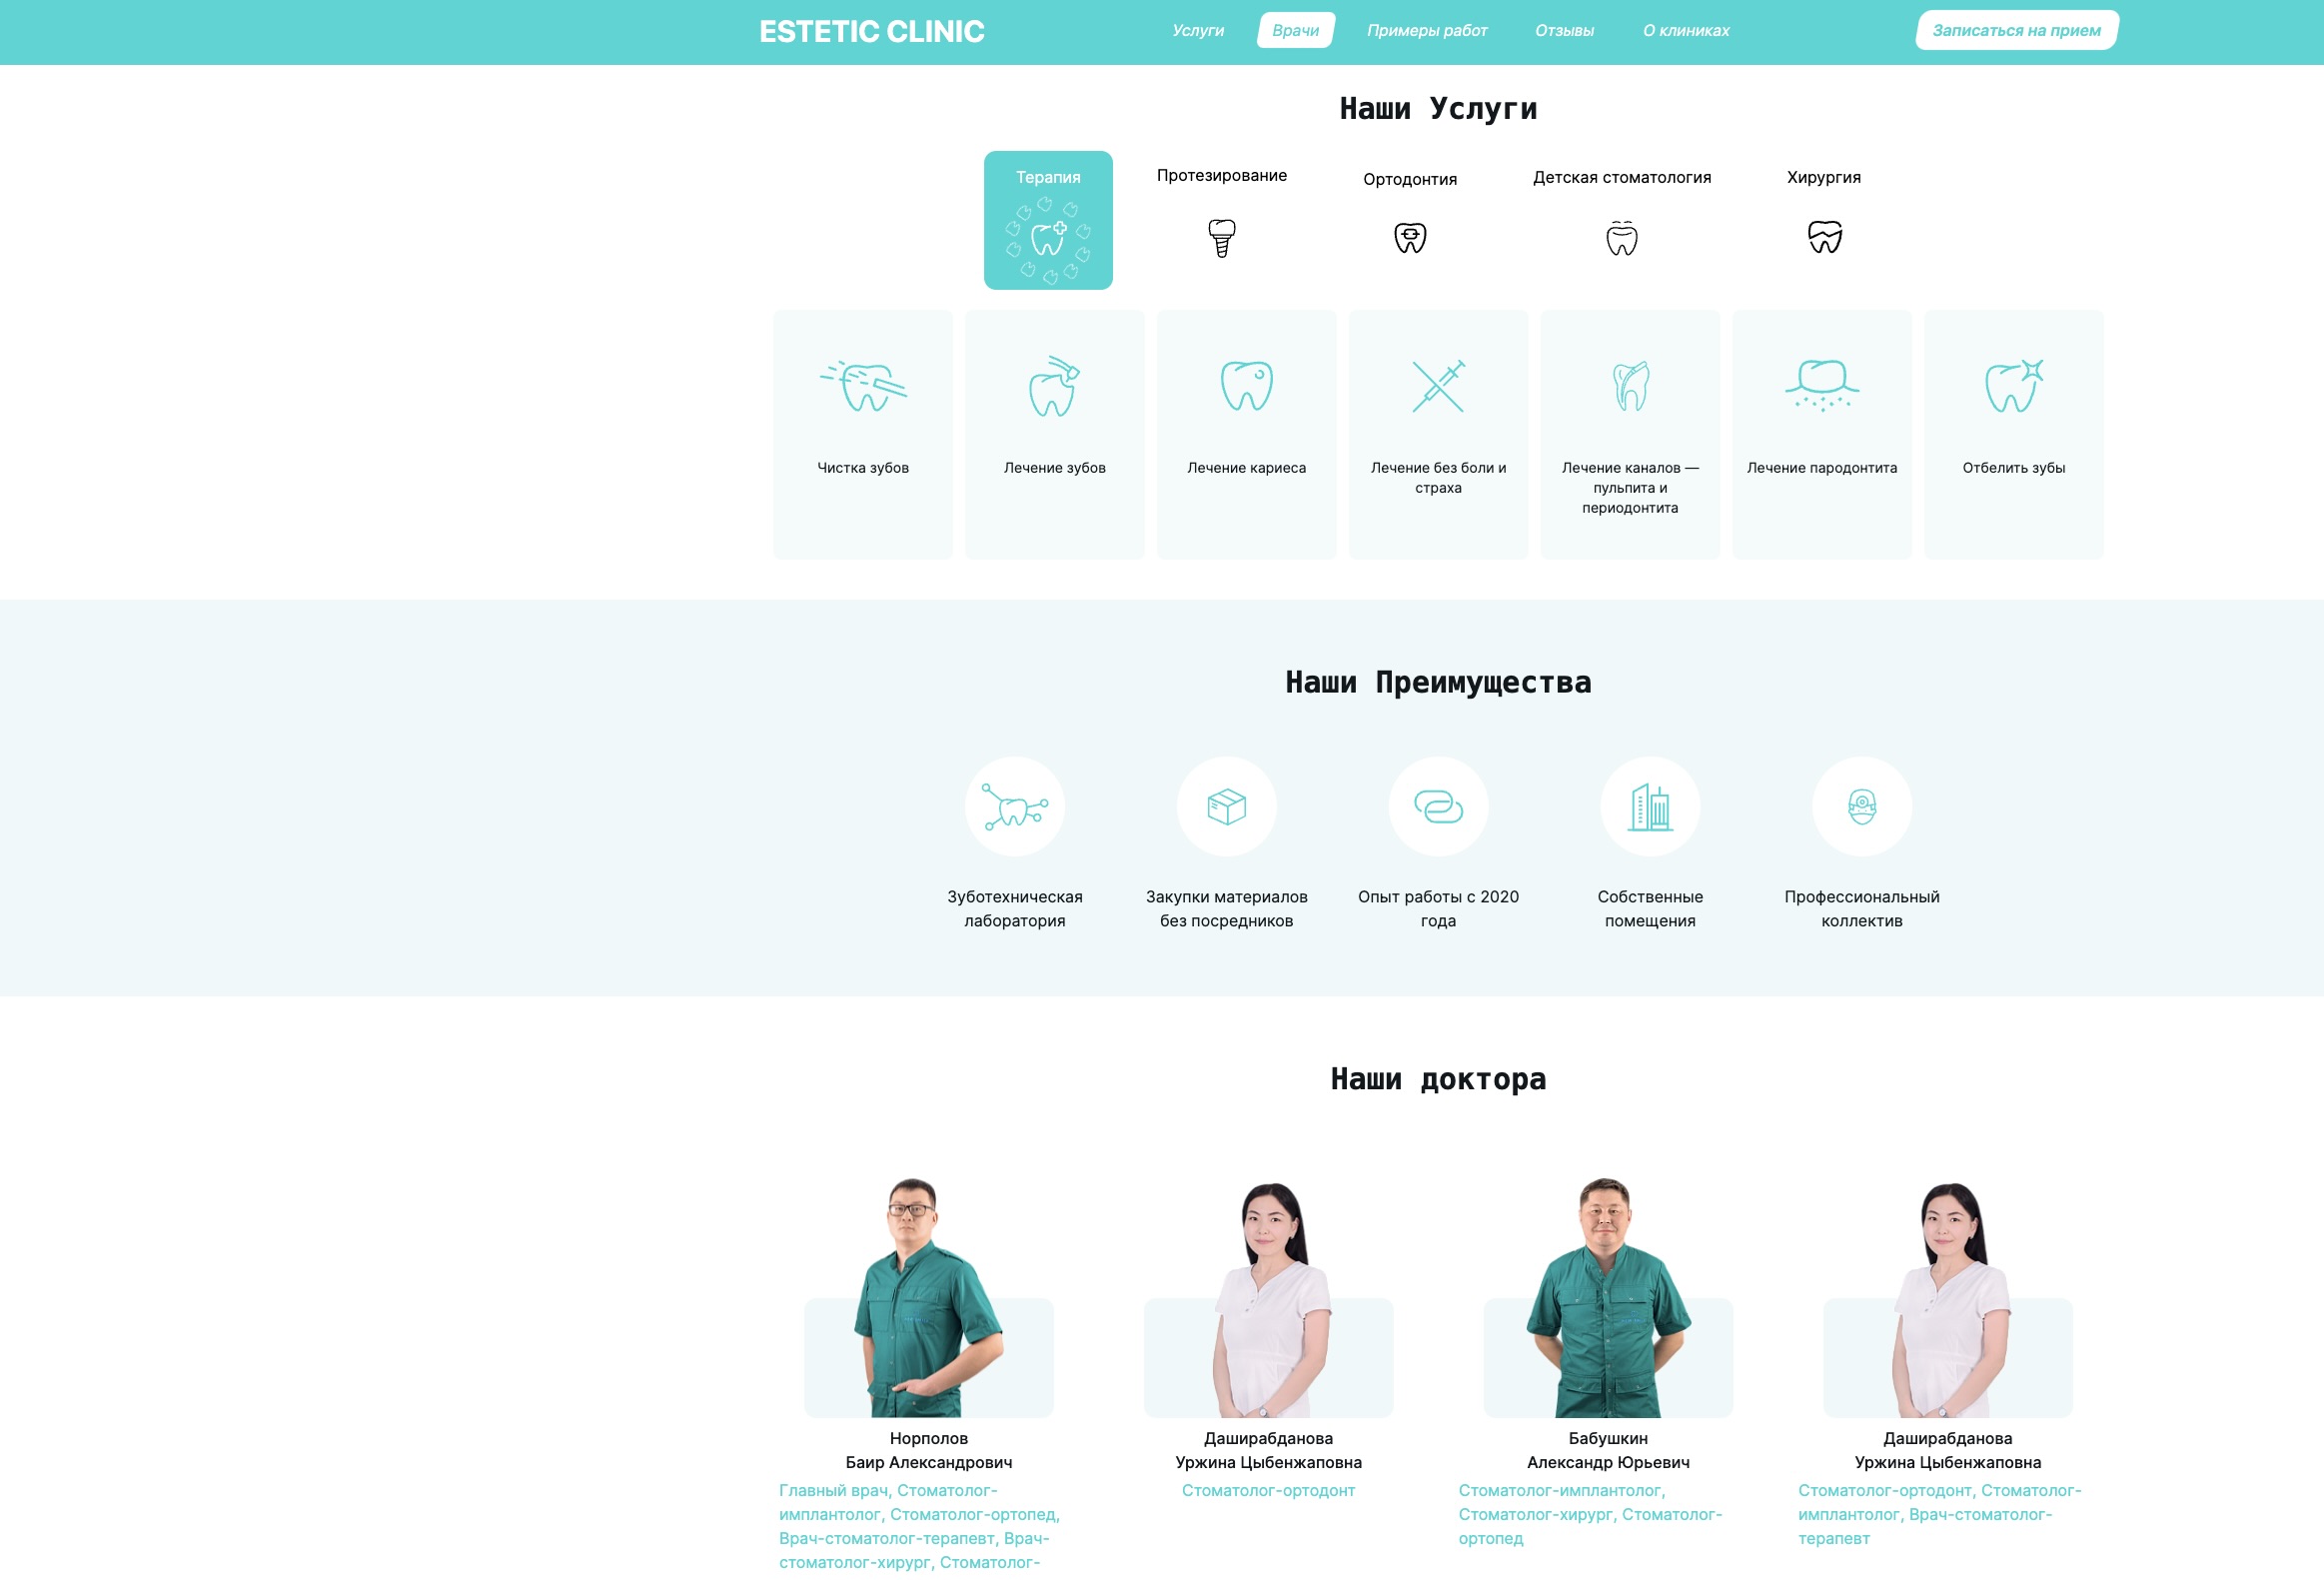 ESTETIC CLINIC
Услуги
Врачи
Примеры работ
Отзывы
О клиниках
Записаться на прием
Наши Услуги
Терапия
Протезирование
Ортодонтия
Детская стоматология
Хирургия
Чистка зубов
Лечение зубов
Лечение кариеса
Лечение без боли и
страха
Лечение каналов —
пульпита и
периодонтита
Лечение пародонтита
Отбелить зубы
Наши Преимущества
Зуботехническая
лаборатория
Закупки материалов
без посредников
Опыт работы с 2020
года
Собственные
помещения
Профессиональный
коллектив
Наши доктора
Норполов
Баир Александрович
Главный врач, Стоматолог-
имплантолог, Стоматолог-ортопед,
Врач-стоматолог-терапевт, Врач-
стоматолог-хирург, Стоматолог-
Даширабданова
Уржина Цыбенжаповна
Стоматолог-ортодонт
Бабушкин
Александр Юрьевич
Стоматолог-имплантолог,
Стоматолог-хирург, Стоматолог-
ортопед
Даширабданова
Уржина Цыбенжаповна
Стоматолог-ортодонт, Стоматолог-
имплантолог, Врач-стоматолог-
терапевт